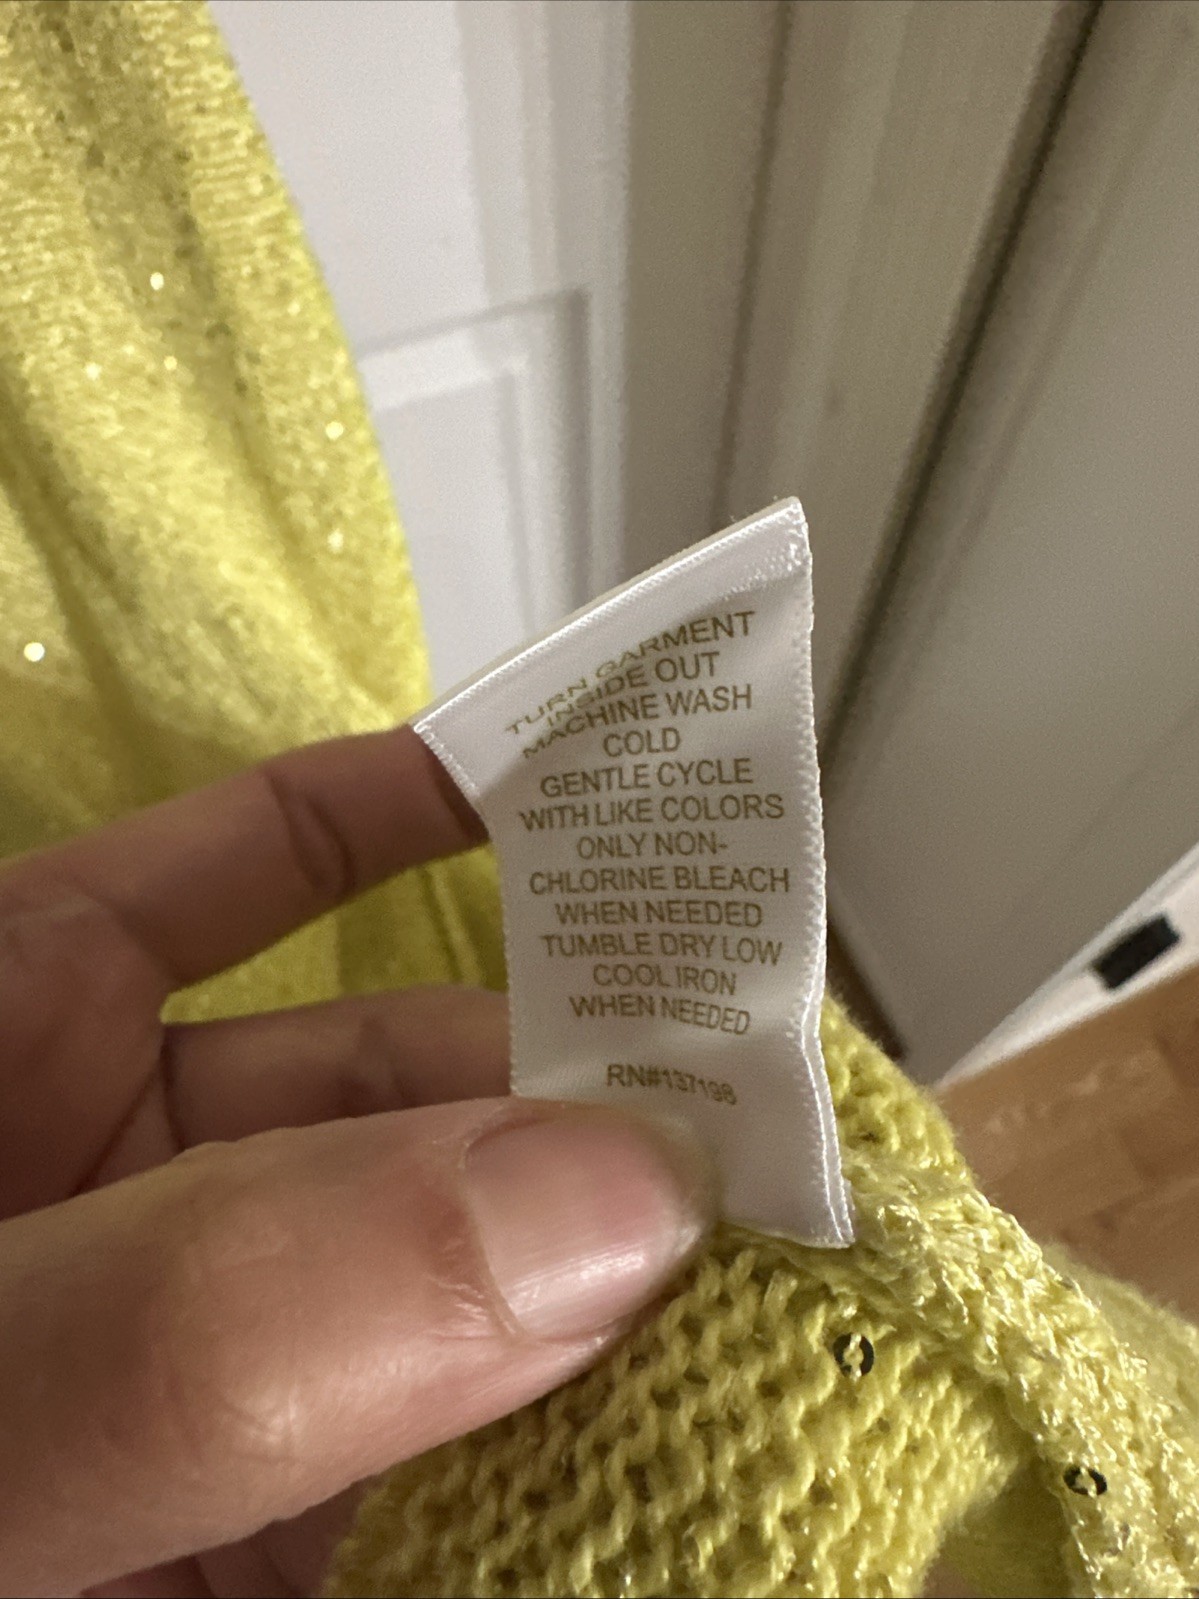 TURN GARMENT
INSIDE OUT
MACHINE WASH
COLD
GENTLE CYCLE
WITH LIKE COLORS
ONLY NON-
CHLORINE BLEACH
WHEN NEEDED
TUMBLE DRY LOW
COOL IRON
WHEN NEEDED
RN#137198